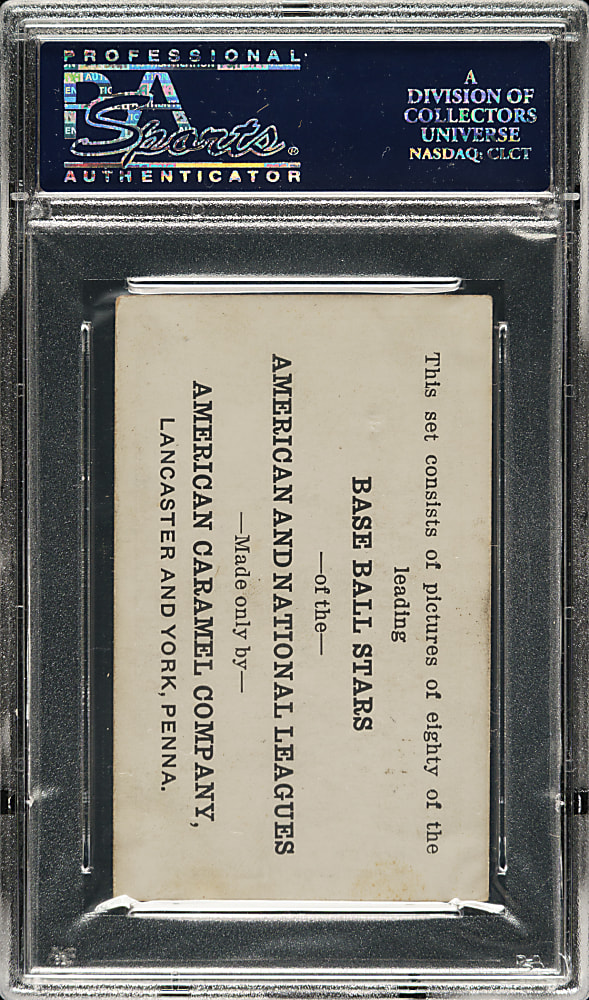 PROFESSIONAL
PSA
Sports®
AUTHENTICATOR
A
DIVISION OF
COLLECTORS
UNIVERSE
NASDAQ: CLCT
This set consists of pictures of eighty of the
leading
BASE BALL STARS
—of the—
AMERICAN AND NATIONAL LEAGUES
—Made only by—
AMERICAN CARAMEL COMPANY,
LANCASTER AND YORK, PENNA.
PSA